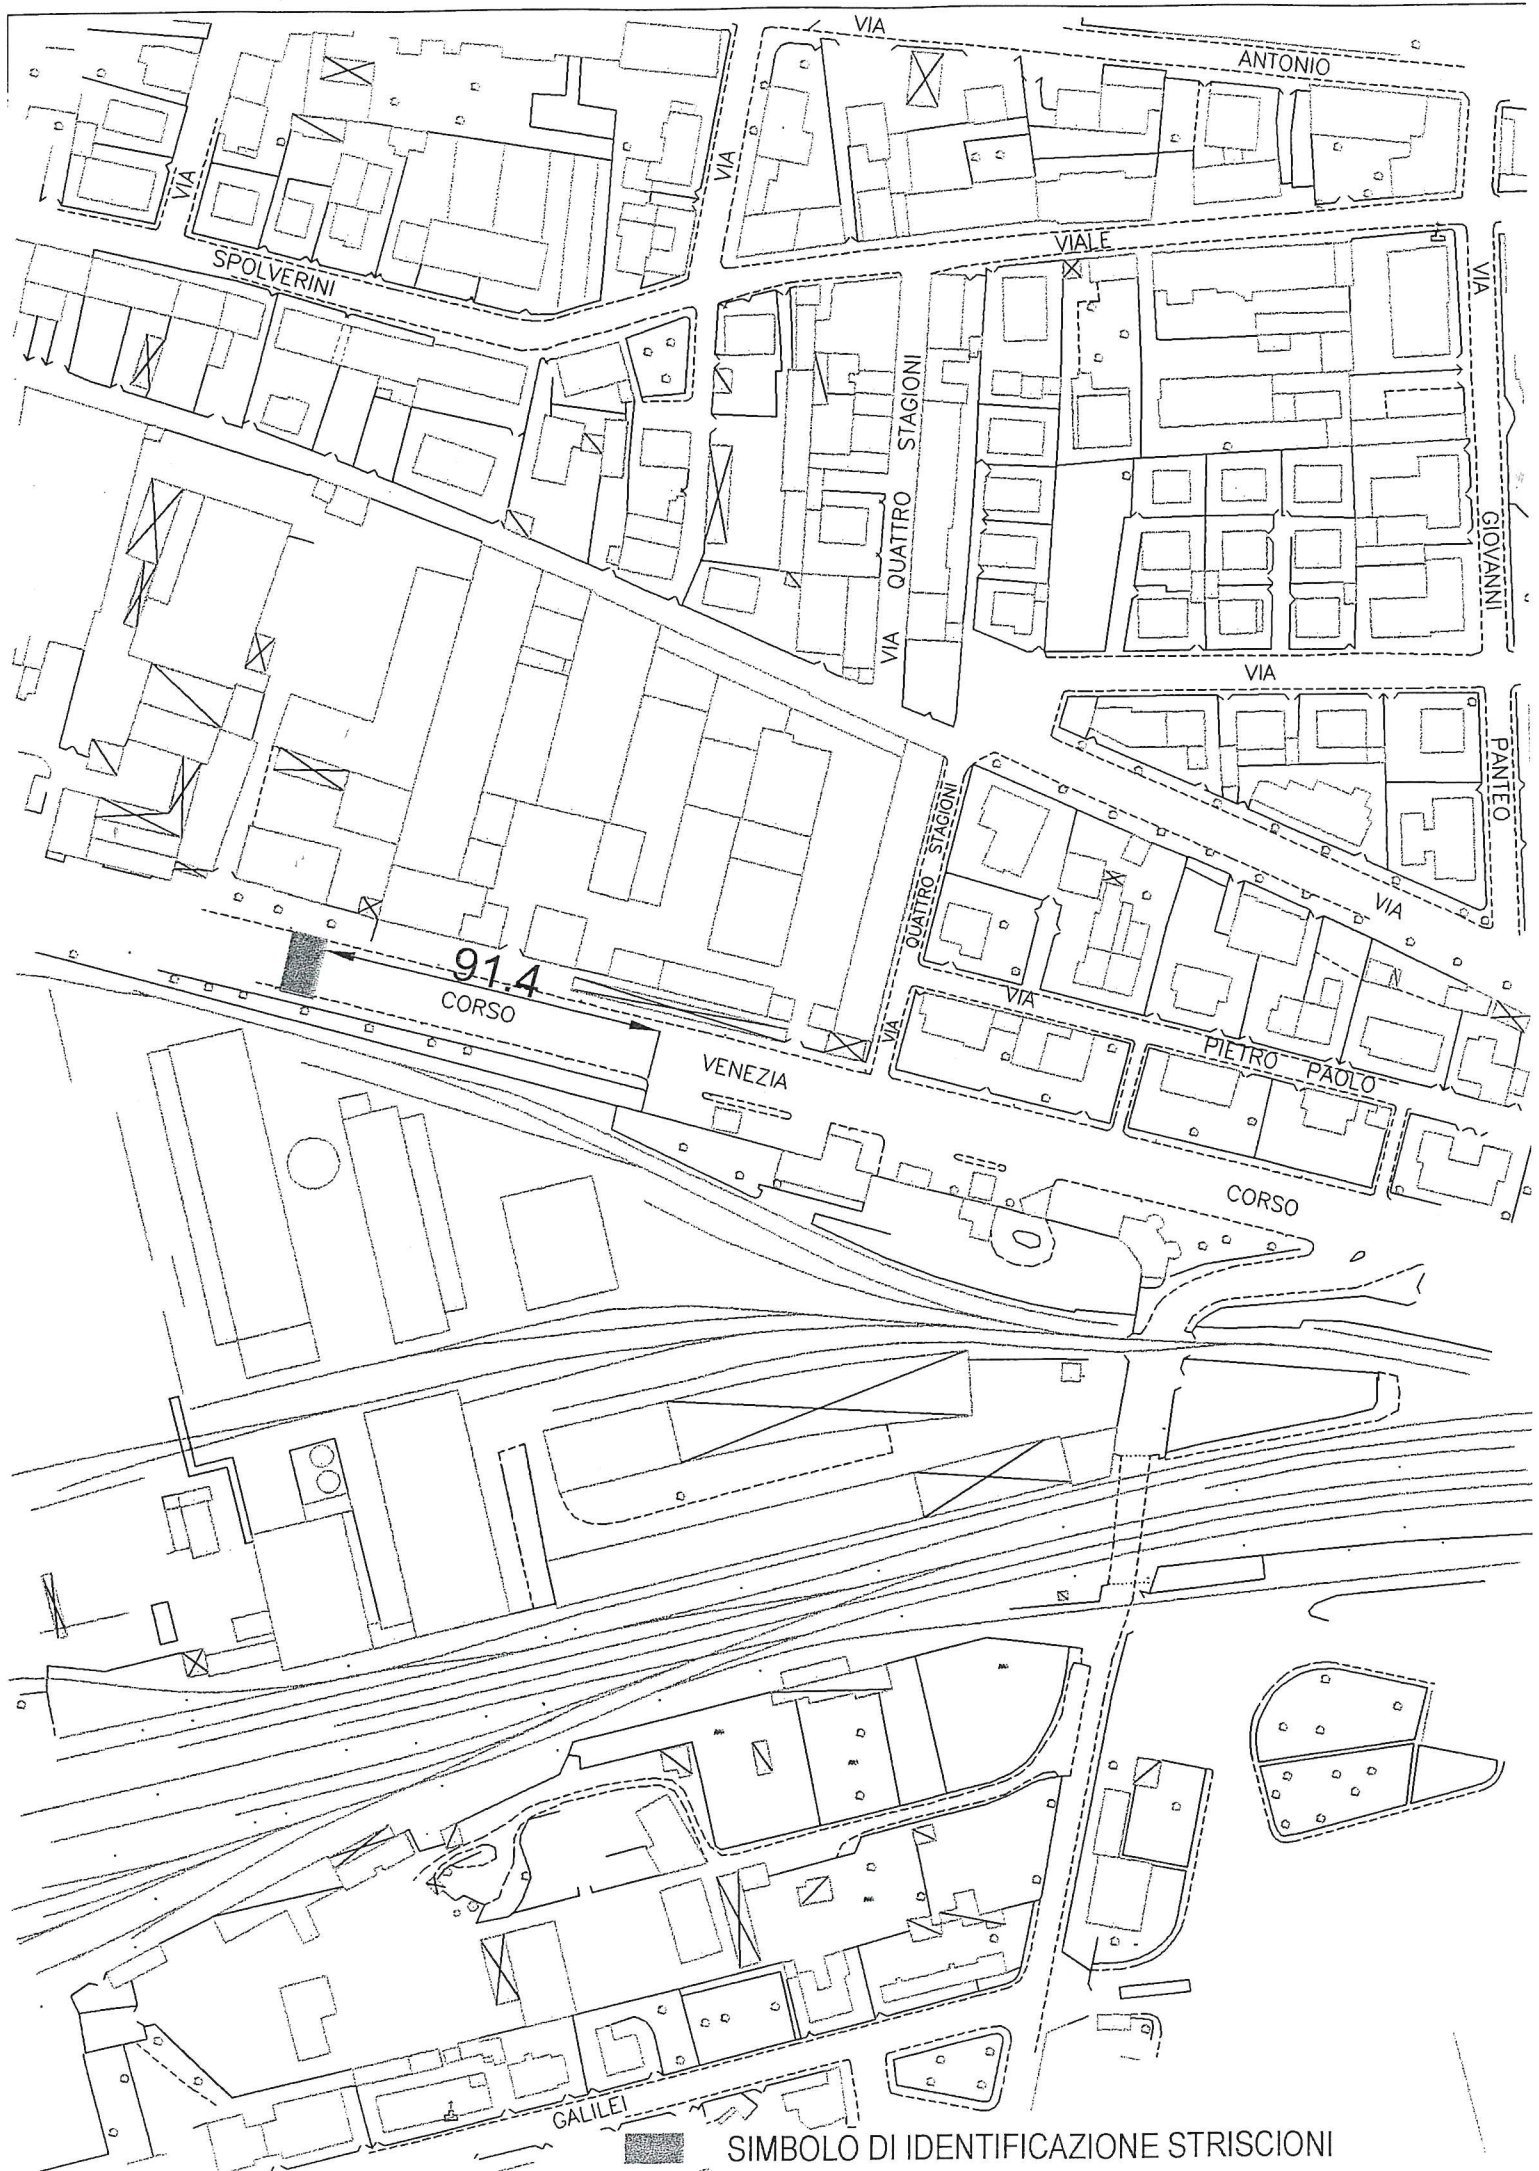 VIA
ANTONIO
VIA
VIA
VIALE
SPOLVERINI
VIA
VIA QUATTRO STAGIONI
GIOVANNI
VIA
PANTEO
VIA QUATTRO STAGIONI
VIA
91.4
CORSO
VENEZIA
VIA
PIETRO PAOLO
CORSO
GALILEI
SIMBOLO DI IDENTIFICAZIONE STRISCIONI